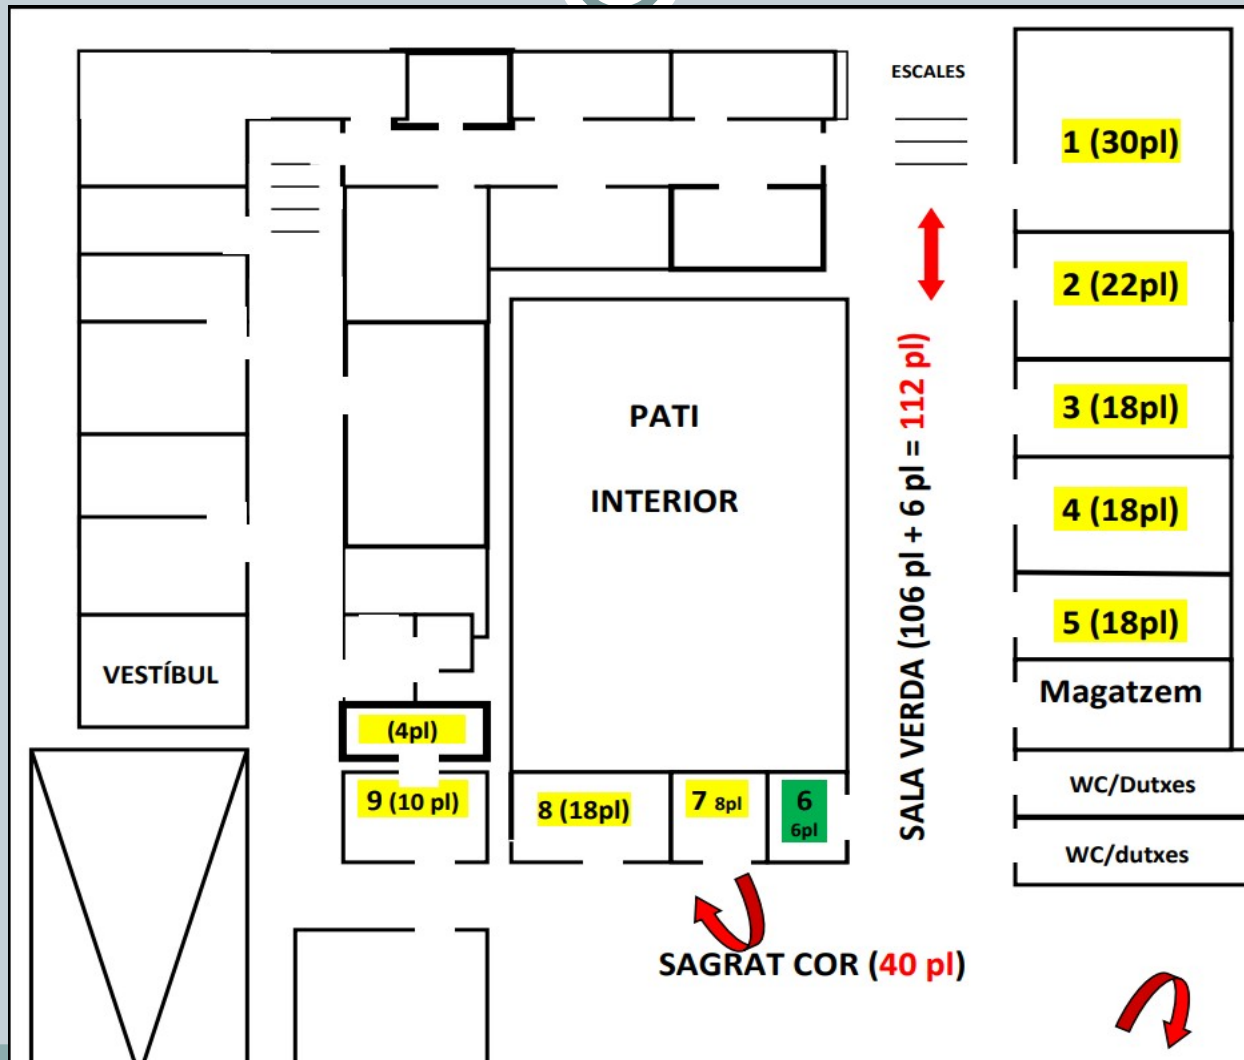 ESCALES
1 (30pl)
2 (22pl)
PATI
INTERIOR
3 (18pl)
4 (18pl)
5 (18pl)
SALA VERDA (106 pl + 6 pl = 112 pl)
VESTÍBUL
Magatzem
(4pl)
9 (10 pl)
8 (18pl)
7 8pl
6
6pl
WC/Dutxes
WC/dutxes
SAGRAT COR (40 pl)